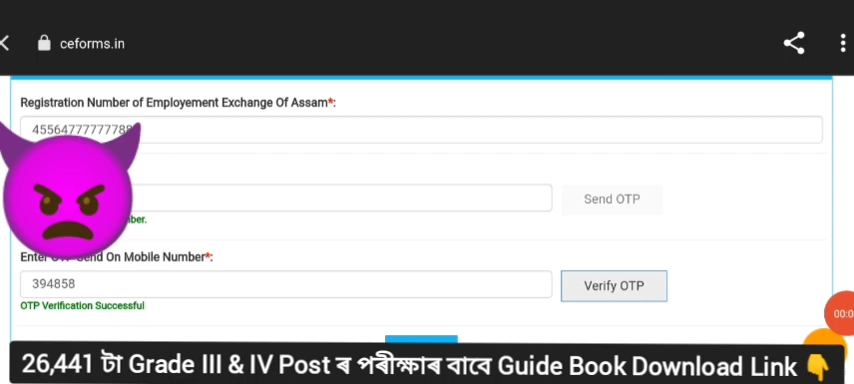 ceforms.in
Registration Number of Employement Exchange Of Assam*:
Send OTP
Enter Send On Mobile Number*:
394858
Verify OTP
OTP Verification Successful
00:0
26,441 টা Grade III & IV Post ৰ পৰীক্ষাৰ বাবে Guide Book Download Link 👇